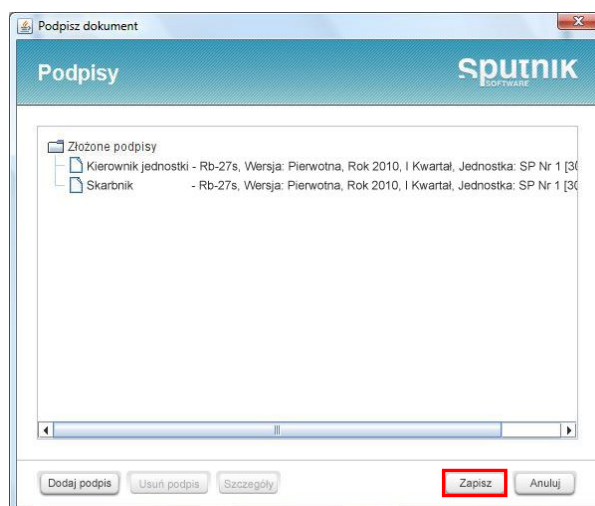 Podpisz dokument
Podpisy
Sputnik
SOFTWARE
Złożone podpisy
Kierownik jednostki - Rb-27s, Wersja: Pierwotna, Rok 2010, I Kwartał, Jednostka: SP Nr 1 [30
Skarbnik - Rb-27s, Wersja: Pierwotna, Rok 2010, I Kwartał, Jednostka: SP Nr 1 [30
Dodaj podpis Usuń podpis Szczegóły Zapisz Anuluj